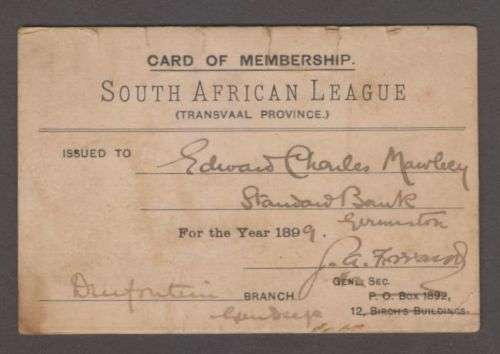 CARD OF MEMBERSHIP.
SOUTH AFRICAN LEAGUE
(TRANSVAAL PROVINCE.)
ISSUED TO Edward Charles Mawbey
Standard Bank
Germiston
For the Year 1899.
GENL. SEC.
BRANCH
P. O. BOX 1892,
12, BIRCH'S BUILDINGS.